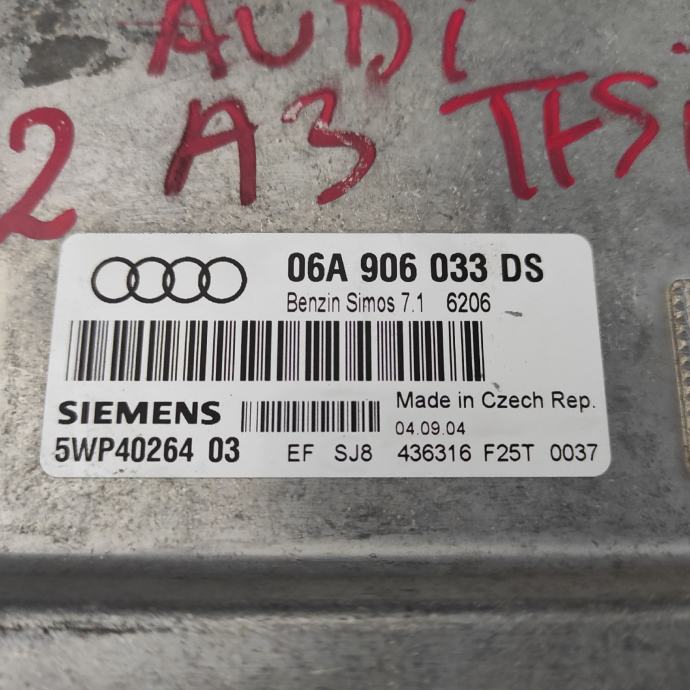 AUDi
2 A3 TFSi
06A 906 033 DS
Benzin Simos 7.1 6206
SIEMENS
Made in Czech Rep.
04.09.04
5WP40264 03
EF SJ8 436316 F25T 0037